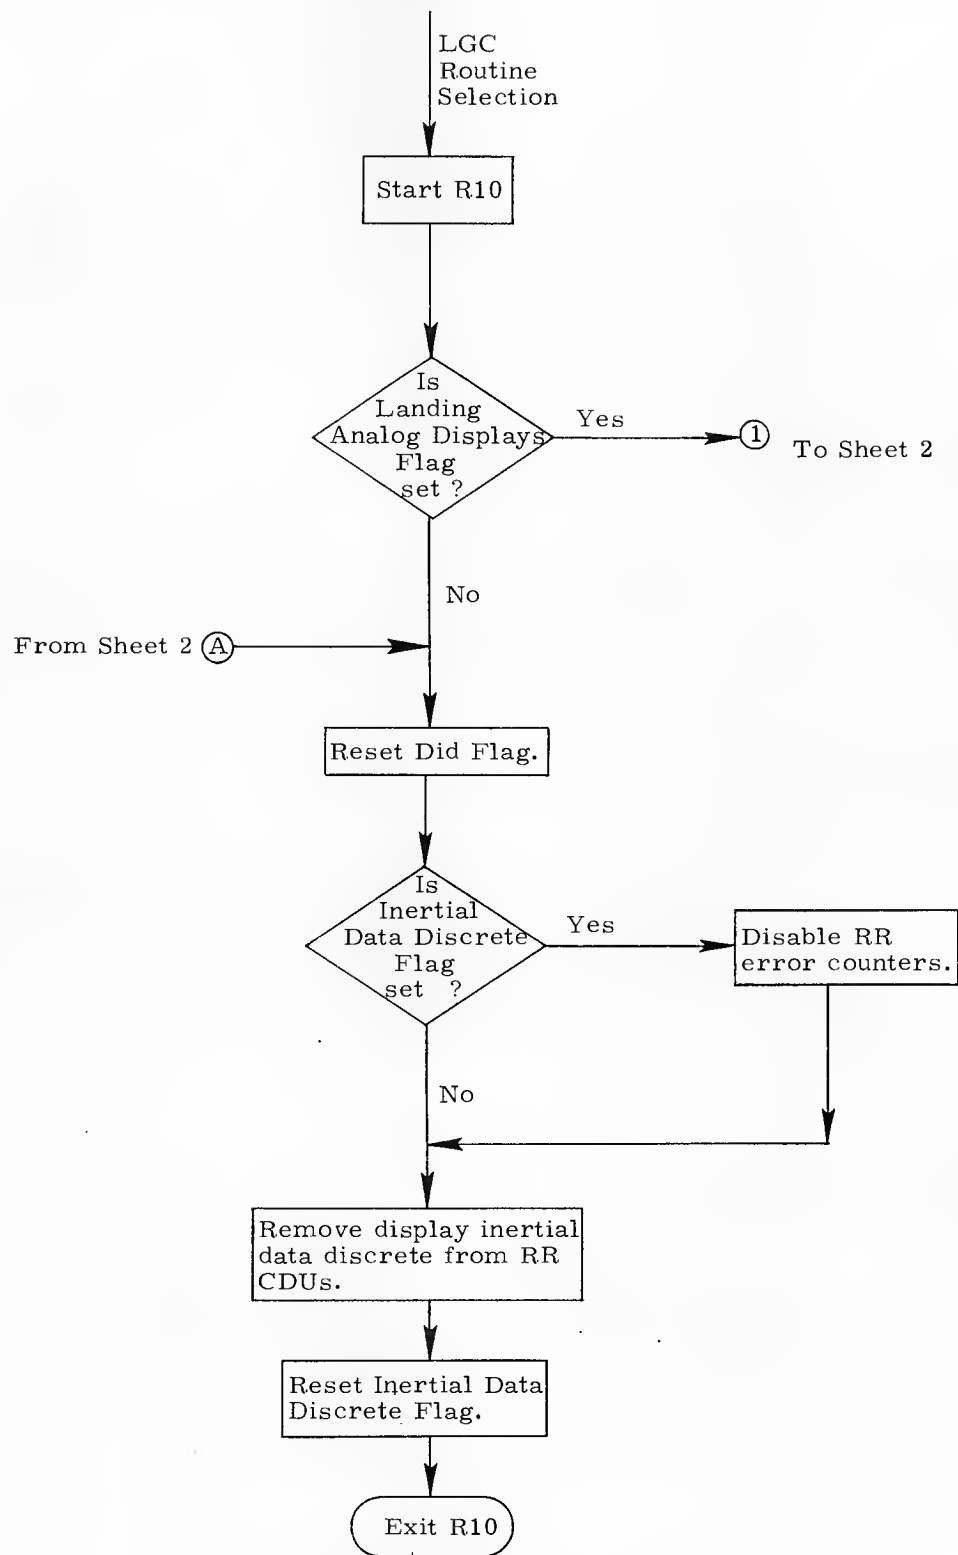 LGC
Routine
Selection
Start R10
Is
Landing
Analog Displays
Flag
set ?
Yes
1
To Sheet 2
No
From Sheet 2 A
Reset Did Flag.
Is
Inertial
Data Discrete
Flag
set ?
Yes
Disable RR
error counters.
No
Remove display inertial
data discrete from RR
CDUs.
Reset Inertial Data
Discrete Flag.
Exit R10